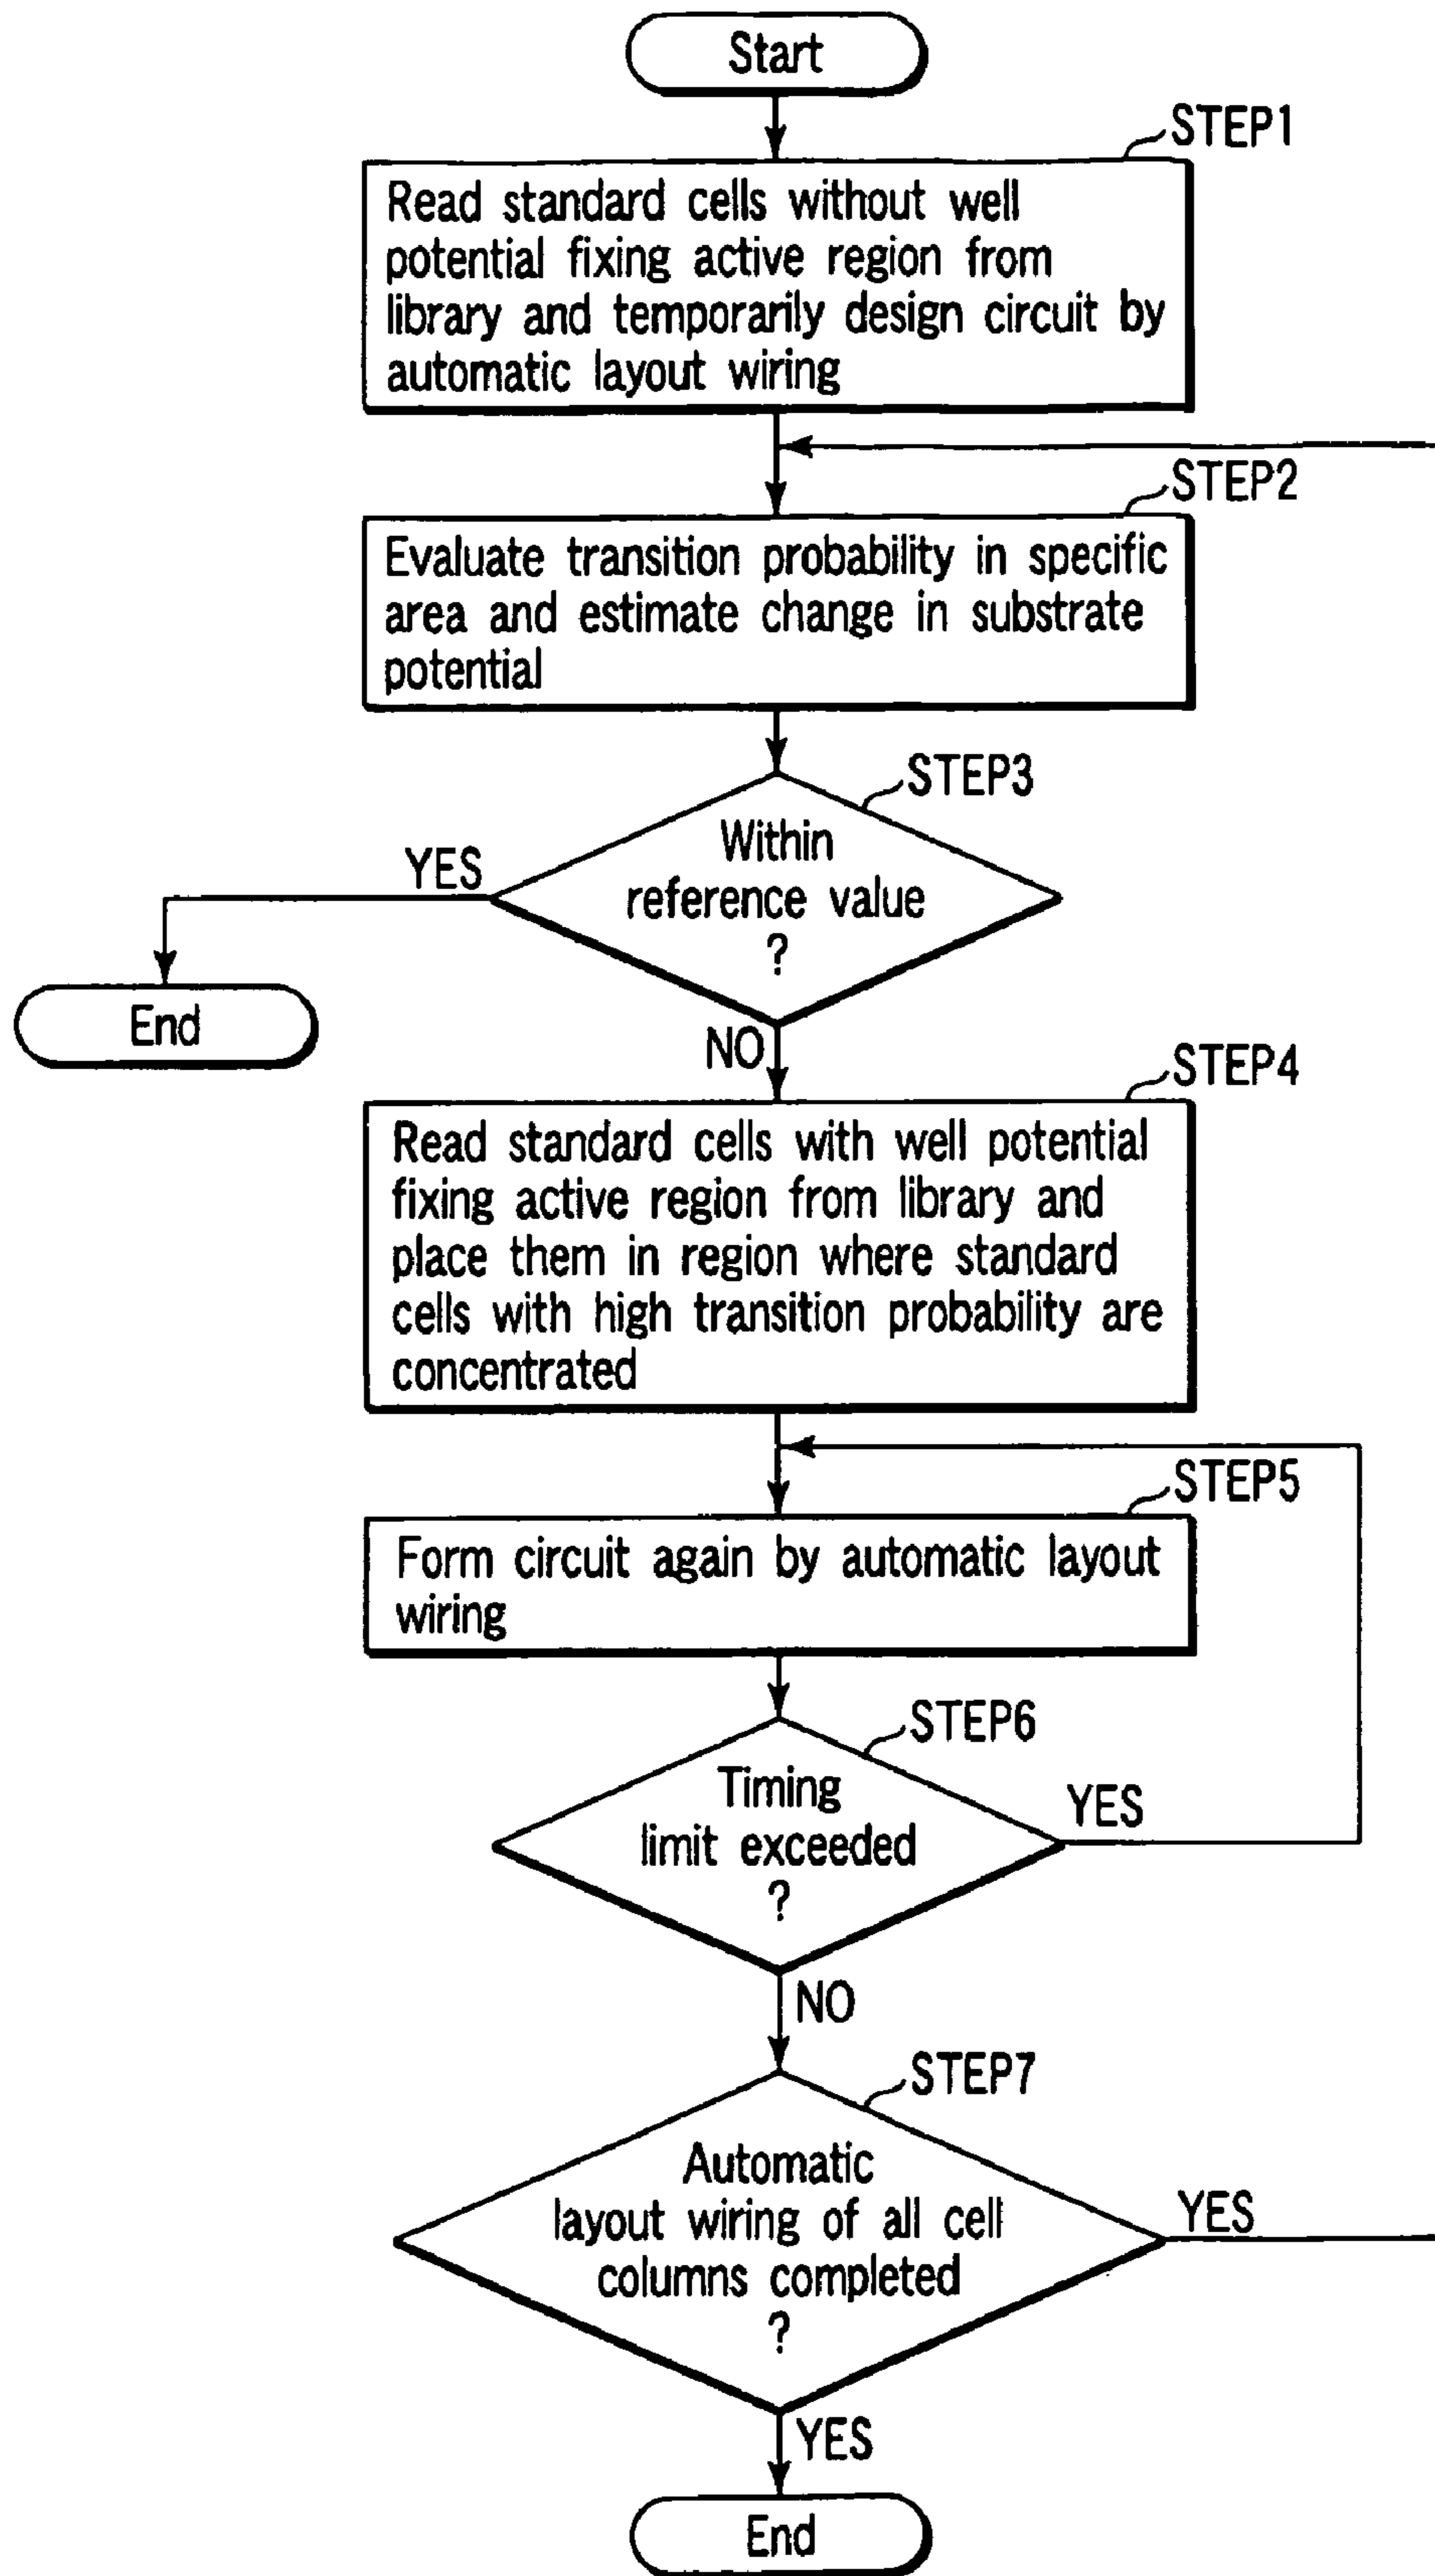 Start
STEP1
Read standard cells without well
potential fixing active region from
library and temporarily design circuit by
automatic layout wiring
STEP2
Evaluate transition probability in specific
area and estimate change in substrate
potential
STEP3
Within
reference value
?
YES
End
NO
STEP4
Read standard cells with well potential
fixing active region from library and
place them in region where standard
cells with high transition probability are
concentrated
STEP5
Form circuit again by automatic layout
wiring
STEP6
Timing
limit exceeded
?
YES
NO
STEP7
Automatic
layout wiring of all cell
columns completed
?
YES
YES
End